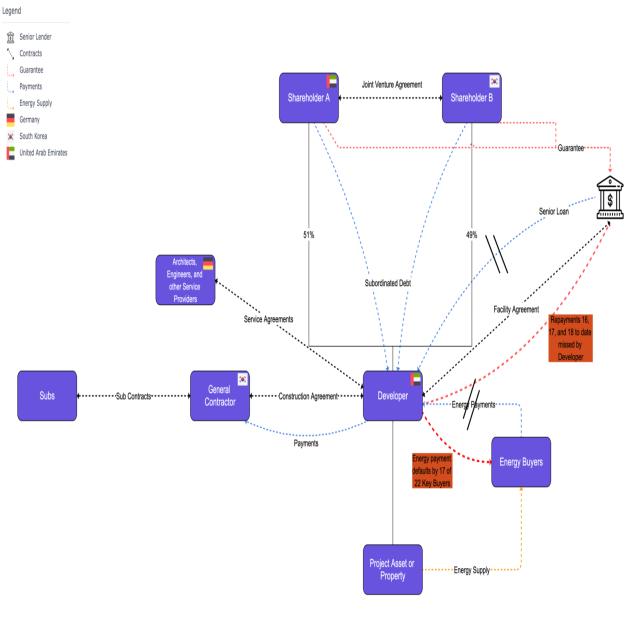 Legend
Senior Lender
Contracts
Guarantee
Payments
Energy Supply
Germany
South Korea
United Arab Emirates
Shareholder A
Joint Venture Agreement
Shareholder B
Guarantee
Senior Loan
51%
49%
Architects,
Engineers, and
other Service
Providers
Subordinated Debt
Service Agreements
Facility Agreement
Repayments 16,
17, and 18 to date
missed by
Developer
Subs
Sub Contracts
General
Contractor
Construction Agreement
Developer
Energy Payments
Payments
Energy payment
defaults by 17 of
22 Key Buyers
Energy Buyers
Project Asset or
Property
Energy Supply